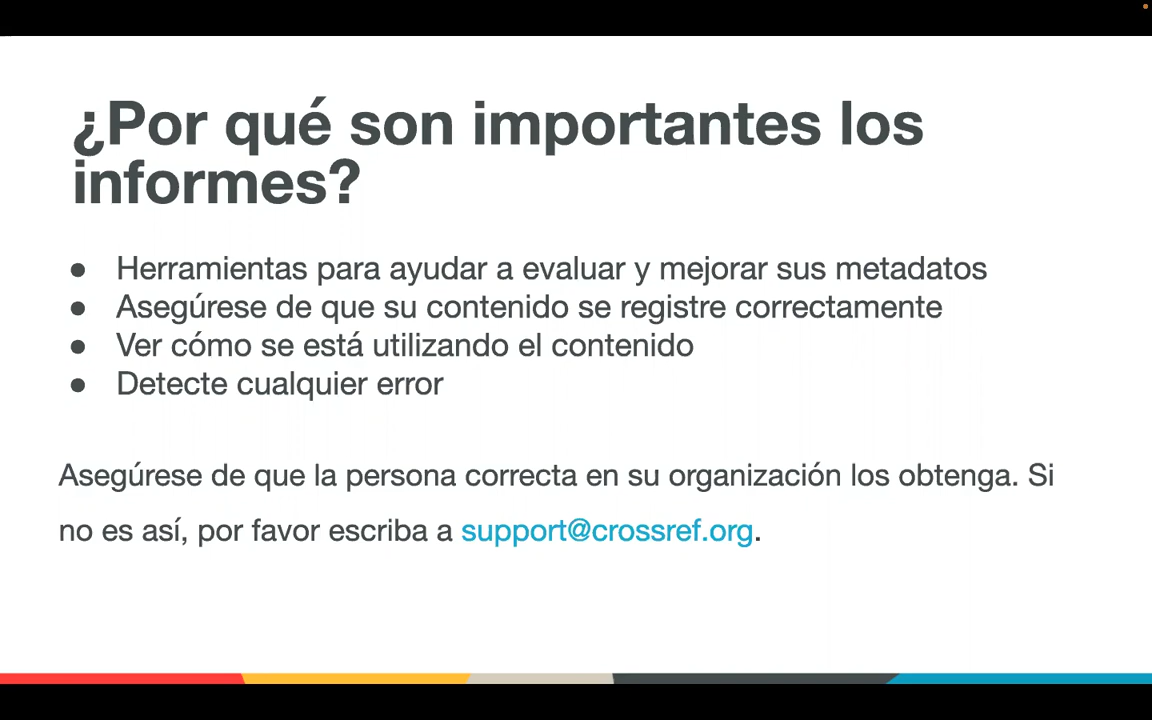 ¿Por qué son importantes los
informes?
● Herramientas para ayudar a evaluar y mejorar sus metadatos
● Asegúrese de que su contenido se registre correctamente
● Ver cómo se está utilizando el contenido
● Detecte cualquier error
Asegúrese de que la persona correcta en su organización los obtenga. Si
no es así, por favor escriba a support@crossref.org.